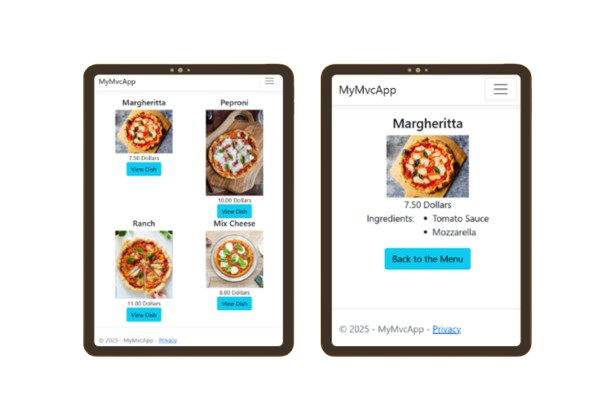 MyMvcApp
Margheritta
Peproni
7.50 Dollars
View Dish
10.00 Dollars
View Dish
Ranch
Mix Cheese
11.00 Dollars
View Dish
8.00 Dollars
View Dish
© 2025 - MyMvcApp - Privacy
MyMvcApp
Margheritta
7.50 Dollars
Ingredients:
Tomato Sauce
Mozzarella
Back to the Menu
© 2025 - MyMvcApp - Privacy